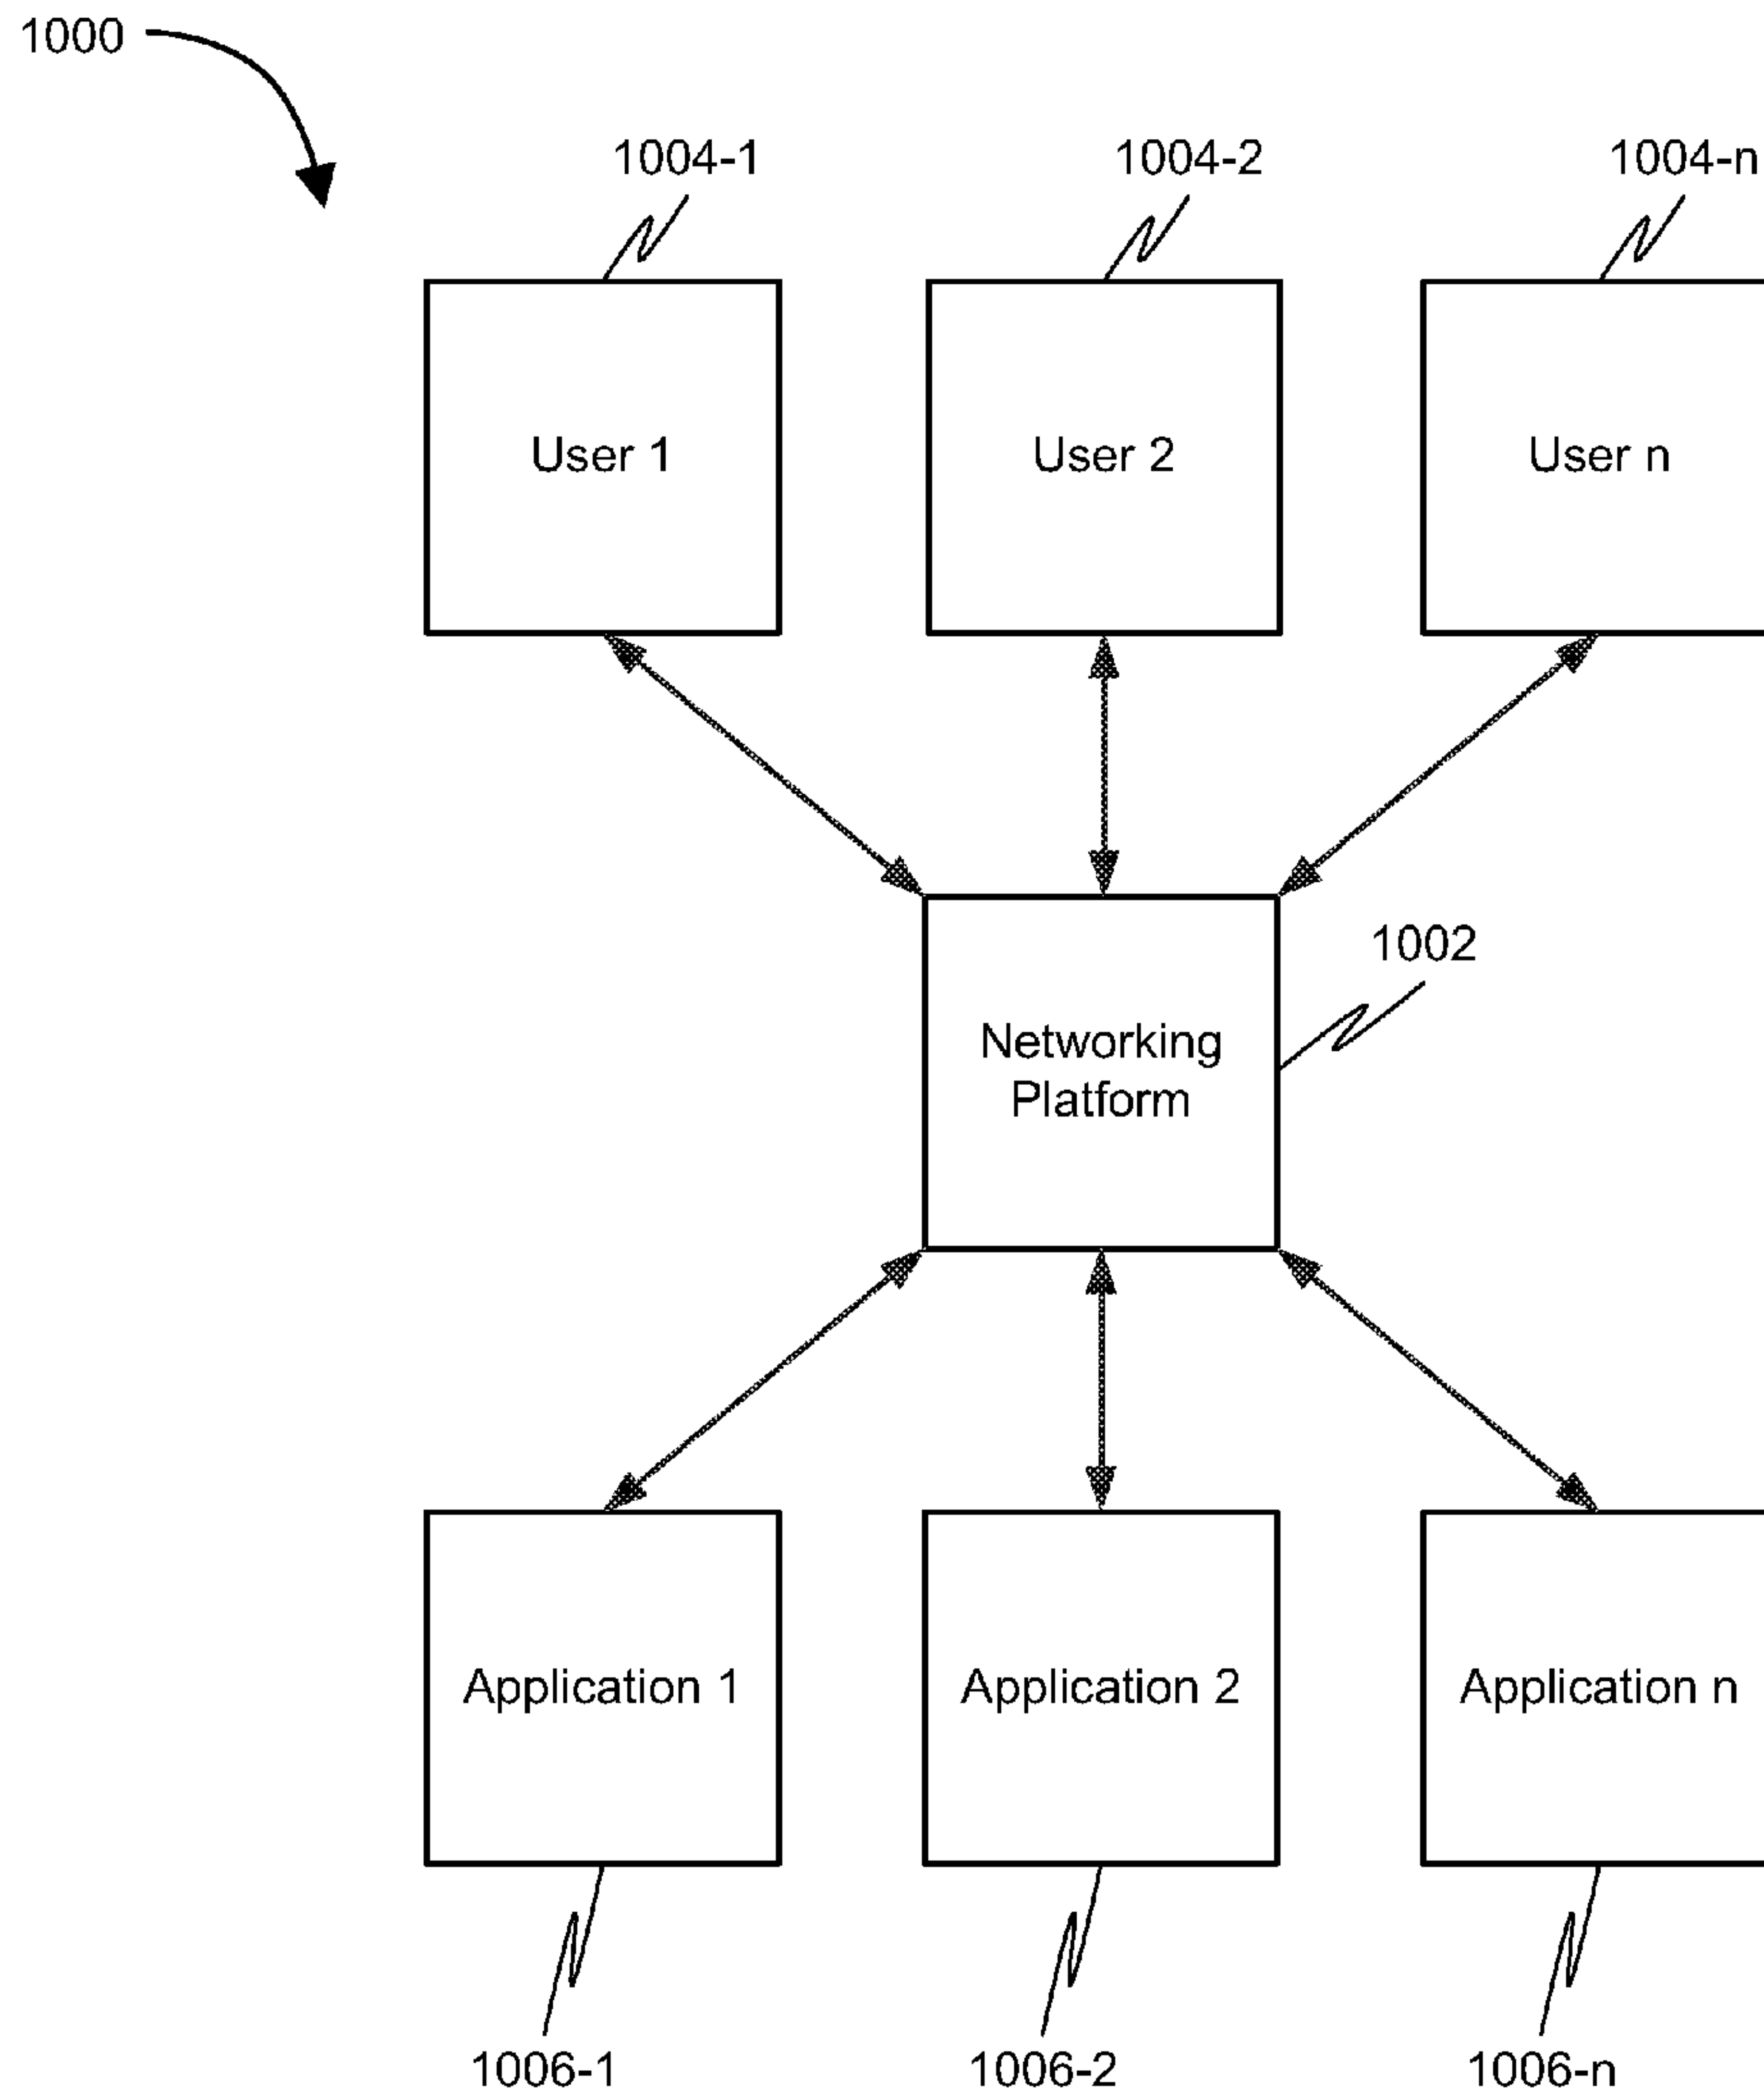 1000
1004-1
1004-2
1004-n
User 1
User 2
User n
1002
Networking
Platform
Application 1
Application 2
Application n
1006-1
1006-2
1006-n